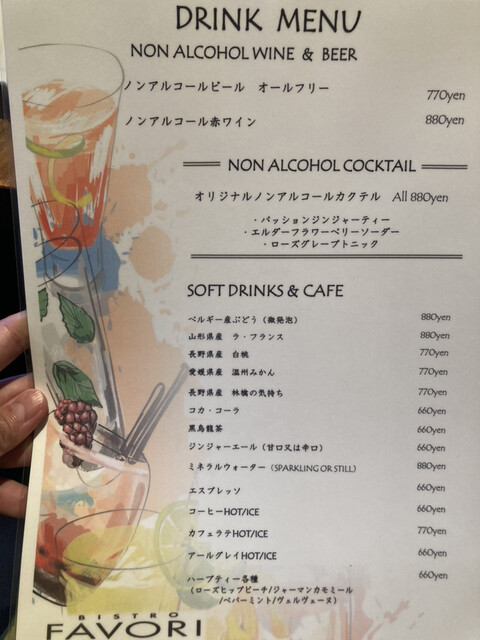 DRINK MENU
NON ALCOHOL WINE & BEER
ノンアルコールビール オールフリー 770yen
ノンアルコール赤ワイン 880yen
NON ALCOHOL COCKTAIL
オリジナルノンアルコールカクテル All 880yen
・パッションジンジャーティー
・エルダーフラワーベリーソーダー
・ローズグレープトニック
SOFT DRINKS & CAFE
ベルギー産ぶどう(微発泡) 880yen
山形県産 ラ・フランス 880yen
長野県産 白桃 770yen
愛媛県産 温州みかん 770yen
長野県産 林檎の気持ち 770yen
コカ・コーラ 660yen
黒烏龍茶 660yen
ジンジャーエール(甘口又は辛口) 660yen
ミネラルウォーター(SPARKLING OR STILL) 880yen
エスプレッソ 660yen
コーヒーHOT/ICE 660yen
カフェラテHOT/ICE 770yen
アールグレイHOT/ICE 660yen
ハーブティー各種 660yen
(ローズヒップピーチ/ジャーマンカモミール
/ペパーミント/ヴェルヴェーヌ)
BISTRO
FAVORI